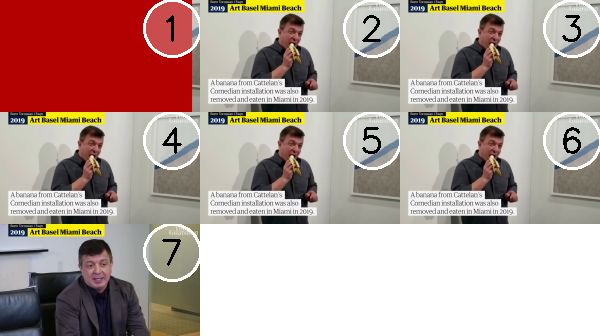 1
2019 Art Basel Miami Beach
2
A banana from Cattelan's
Comedian installation was also
removed and eaten in Miami in 2019.
2019 Art Basel Miami Beach
3
A banana from Cattelan's
Comedian installation was also
removed and eaten in Miami in 2019.
2019 Art Basel Miami Beach
4
A banana from Cattelan's
Comedian installation was also
removed and eaten in Miami in 2019.
2019 Art Basel Miami Beach
5
A banana from Cattelan's
Comedian installation was also
removed and eaten in Miami in 2019.
2019 Art Basel Miami Beach
6
A banana from Cattelan's
Comedian installation was also
removed and eaten in Miami in 2019.
2019 Art Basel Miami Beach
7